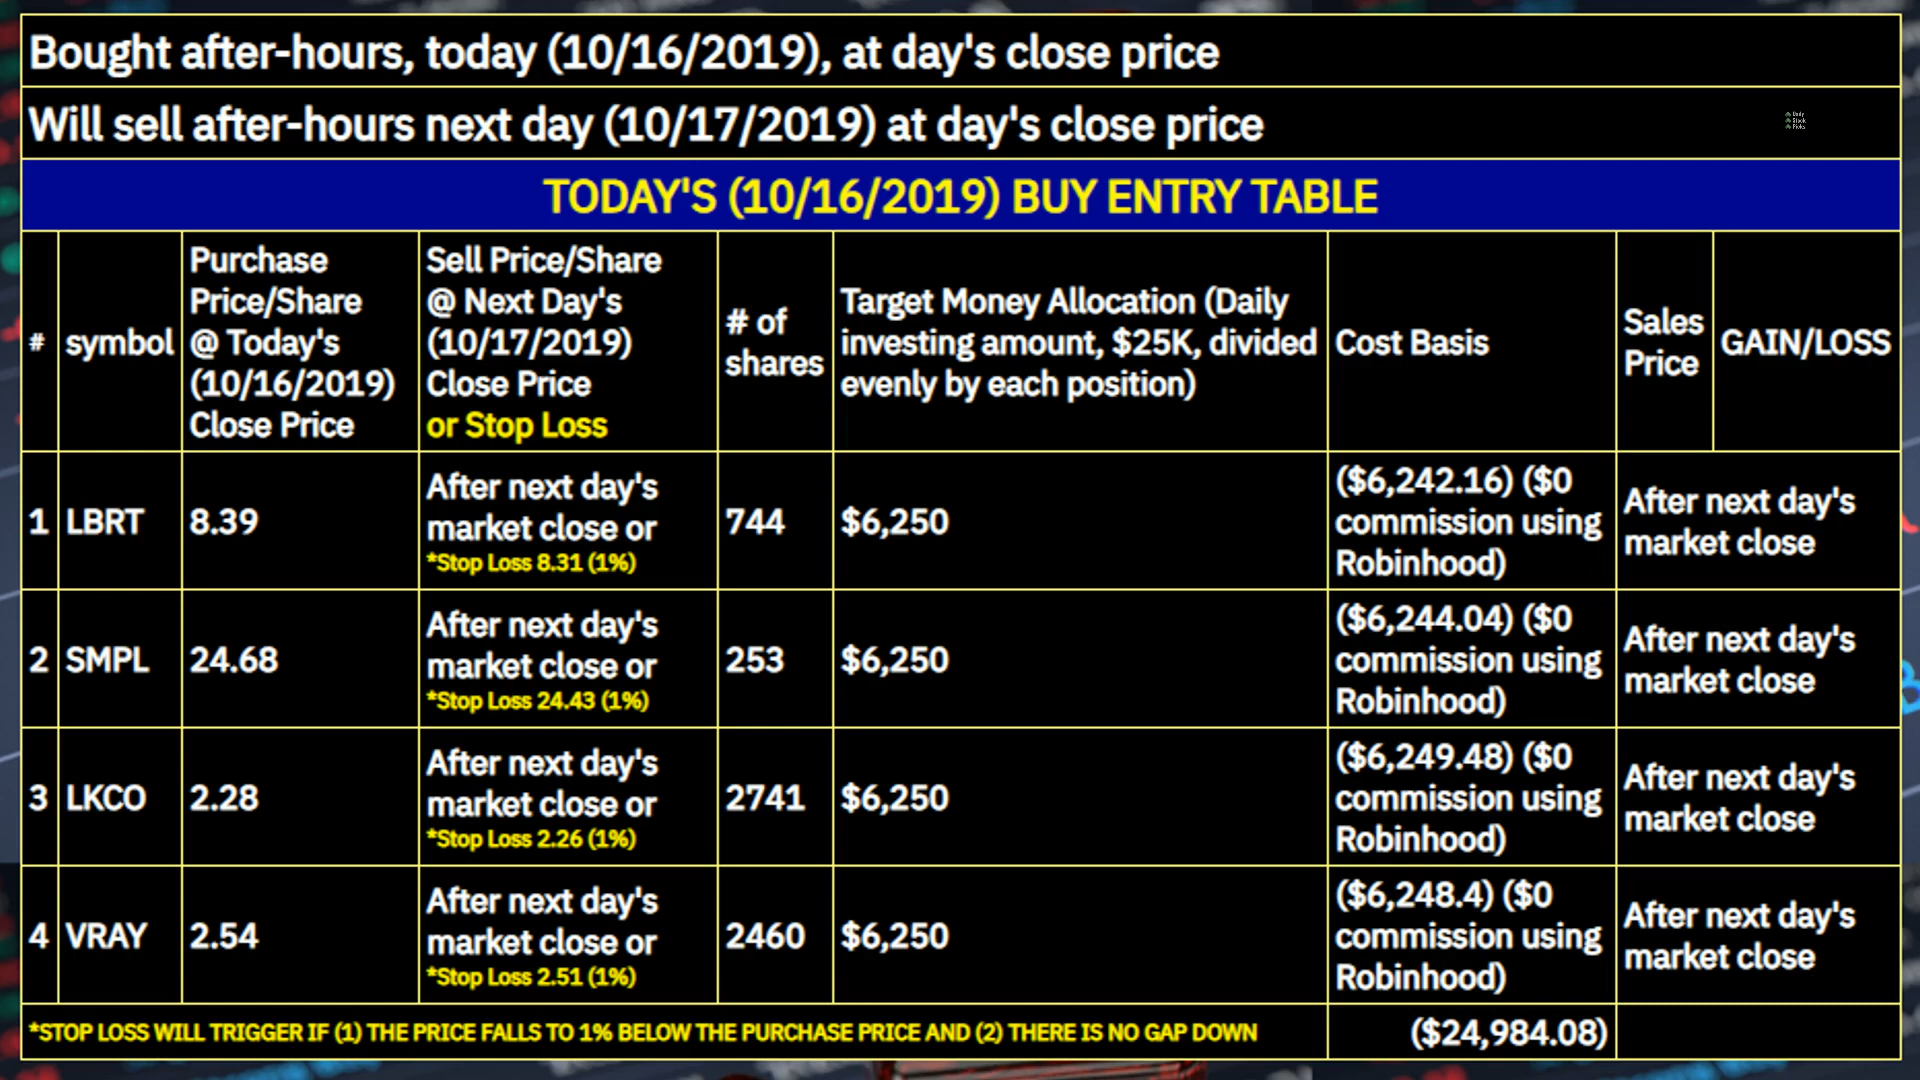 Bought after-hours, today (10/16/2019), at day's close price
Will sell after-hours next day (10/17/2019) at day's close price
Daily
Stock
Picks
TODAY'S (10/16/2019) BUY ENTRY TABLE
#
symbol
Purchase
Price/Share
@ Today's
(10/16/2019)
Close Price
Sell Price/Share
@ Next Day's
(10/17/2019)
Close Price
or Stop Loss
# of
shares
Target Money Allocation (Daily
investing amount, $25K, divided
evenly by each position)
Cost Basis
Sales
Price
GAIN/LOSS
1
LBRT
8.39
After next day's
market close or
*Stop Loss 8.31 (1%)
744
$6,250
($6,242.16) ($0
commission using
Robinhood)
After next day's
market close
2
SMPL
24.68
After next day's
market close or
*Stop Loss 24.43 (1%)
253
$6,250
($6,244.04) ($0
commission using
Robinhood)
After next day's
market close
3
LKCO
2.28
After next day's
market close or
*Stop Loss 2.26 (1%)
2741
$6,250
($6,249.48) ($0
commission using
Robinhood)
After next day's
market close
4
VRAY
2.54
After next day's
market close or
*Stop Loss 2.51 (1%)
2460
$6,250
($6,248.4) ($0
commission using
Robinhood)
After next day's
market close
*STOP LOSS WILL TRIGGER IF (1) THE PRICE FALLS TO 1% BELOW THE PURCHASE PRICE AND (2) THERE IS NO GAP DOWN
($24,984.08)